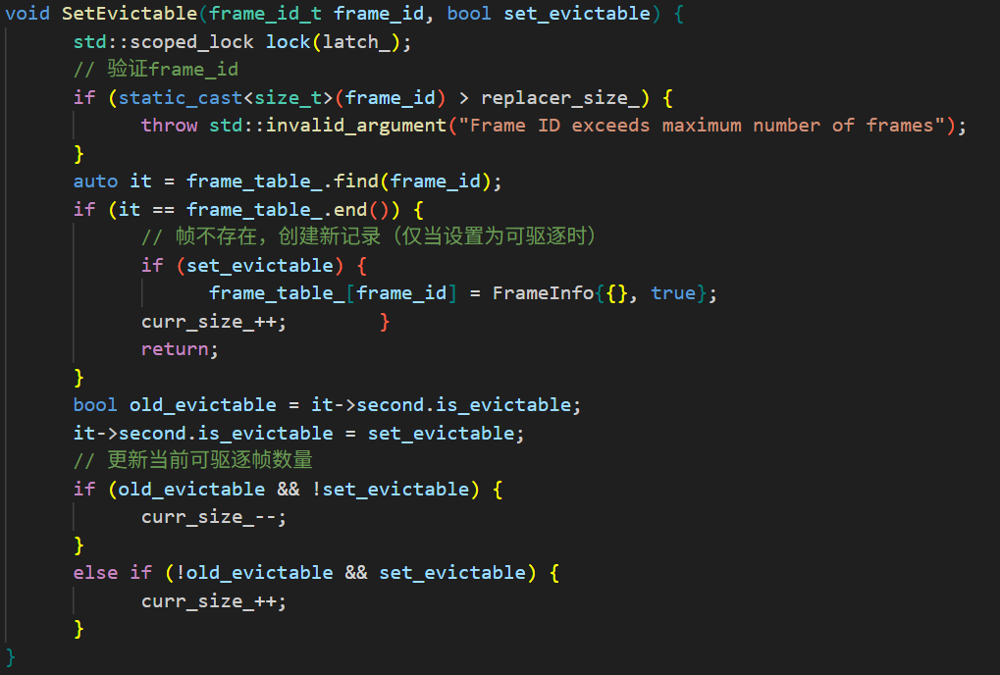 void SetEvictable(frame_id_t frame_id, bool set_evictable) {
std::scoped_lock lock(latch_);
// 验证frame_id
if (static_cast<size_t>(frame_id) > replacer_size_) {
throw std::invalid_argument("Frame ID exceeds maximum number of frames");
}
auto it = frame_table_.find(frame_id);
if (it == frame_table_.end()) {
// 帧不存在，创建新记录（仅当设置为可驱逐时）
if (set_evictable) {
frame_table_[frame_id] = FrameInfo{{}, true};
curr_size_++; }
return;
}
bool old_evictable = it->second.is_evictable;
it->second.is_evictable = set_evictable;
// 更新当前可驱逐帧数量
if (old_evictable && !set_evictable) {
curr_size_--;
}
else if (!old_evictable && set_evictable) {
curr_size_++;
}
}